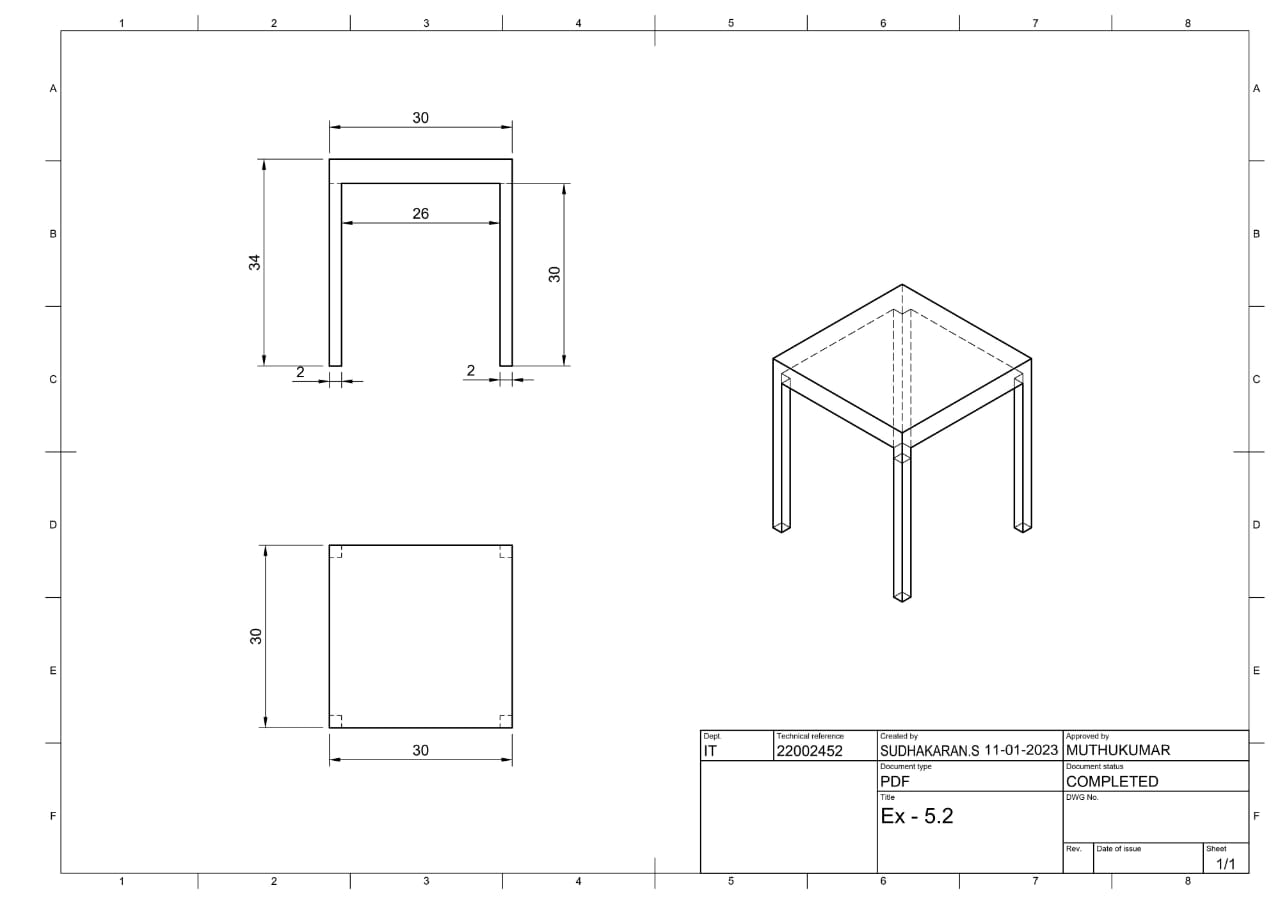 1 2 3 4 5 6 7 8
A A
30
B B
26
34
30
2 2
C C
D D
30
E E
30
Dept. Technical reference Created by Approved by
IT 22002452 SUDHAKARAN.S 11-01-2023 MUTHUKUMAR
Document type Document status
PDF COMPLETED
Title DWG No.
Ex - 5.2
F F
Rev. Date of issue Sheet
1/1
1 2 3 4 5 6 7 8